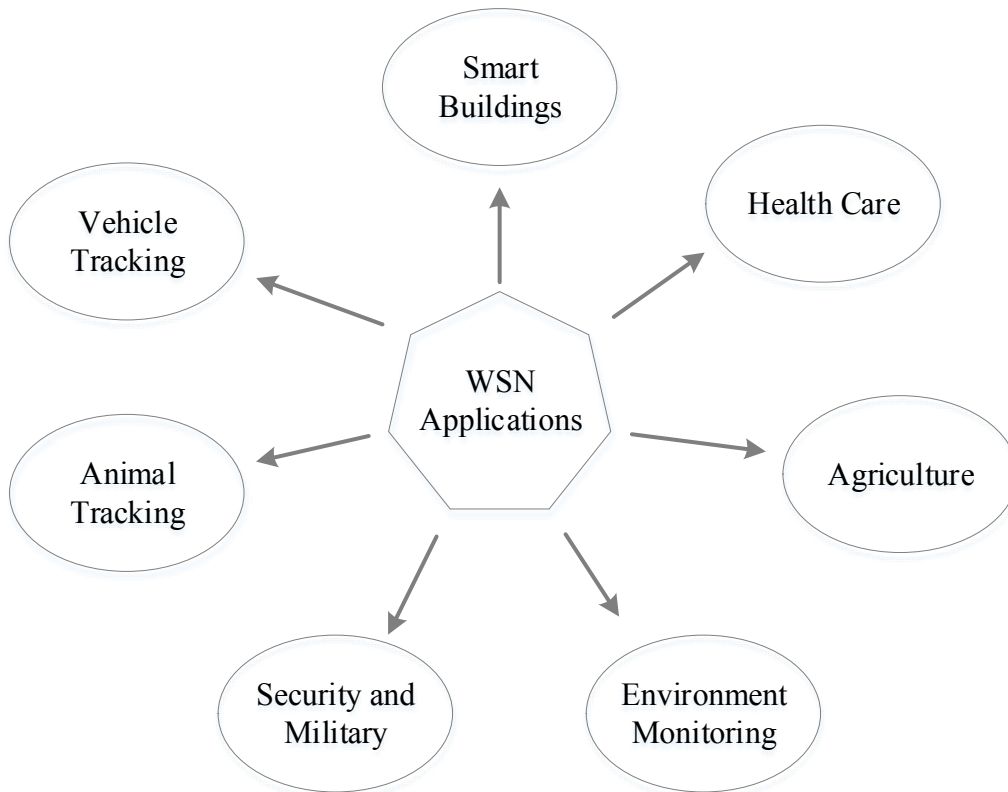 Smart
Buildings
Health Care
Vehicle
Tracking
WSN
Applications
Animal
Tracking
Agriculture
Security and
Military
Environment
Monitoring